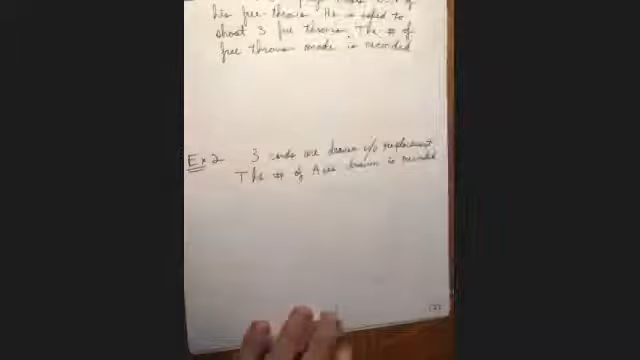 his free-throws. He is asked to
shoot 3 free throws. The # of
free throws made is recorded
Ex 2 3 cards are drawn w/o replacement.
The # of Aces drawn is recorded